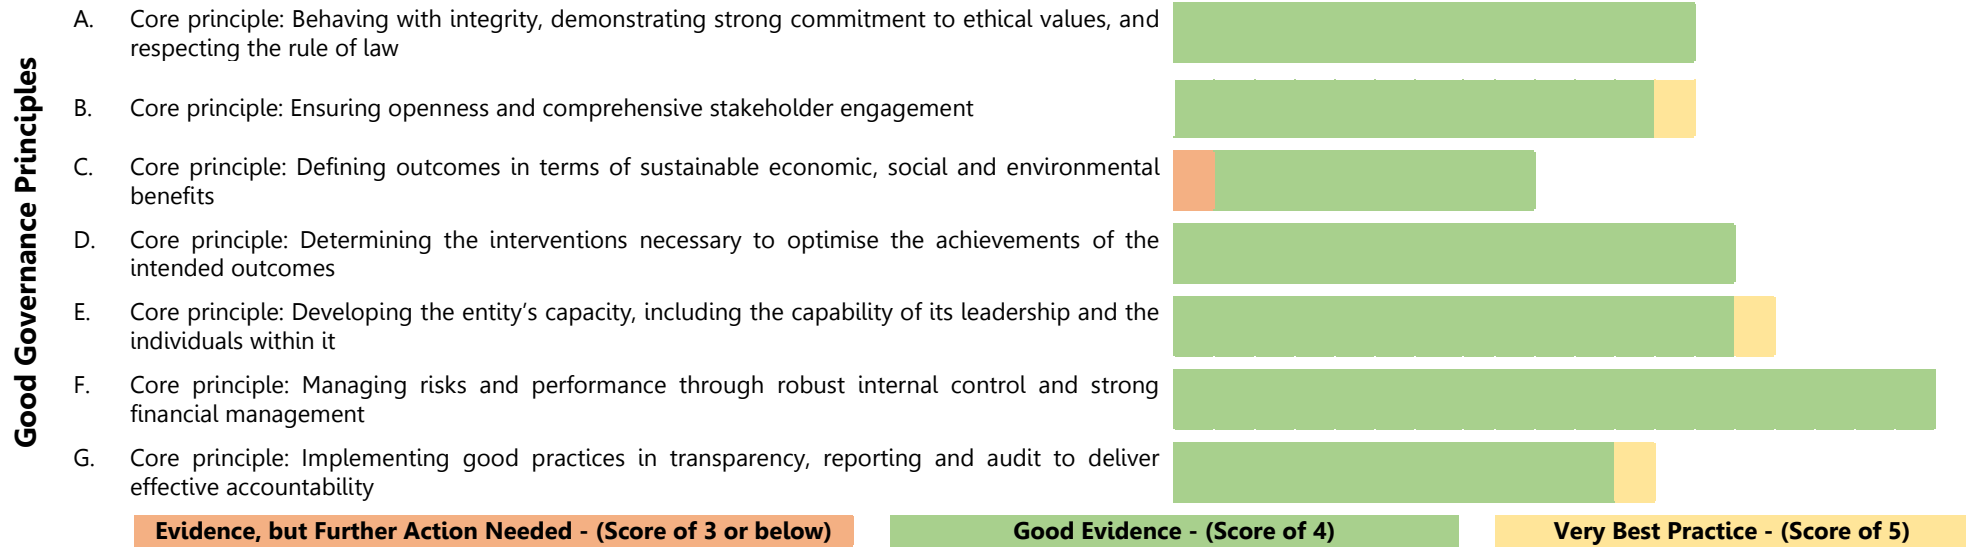 Good Governance Principles
A. Core principle: Behaving with integrity, demonstrating strong commitment to ethical values, and
respecting the rule of law
B. Core principle: Ensuring openness and comprehensive stakeholder engagement
C. Core principle: Defining outcomes in terms of sustainable economic, social and environmental
benefits
D. Core principle: Determining the interventions necessary to optimise the achievements of the
intended outcomes
E. Core principle: Developing the entity’s capacity, including the capability of its leadership and the
individuals within it
F. Core principle: Managing risks and performance through robust internal control and strong
financial management
G. Core principle: Implementing good practices in transparency, reporting and audit to deliver
effective accountability
Evidence, but Further Action Needed - (Score of 3 or below)
Good Evidence - (Score of 4)
Very Best Practice - (Score of 5)